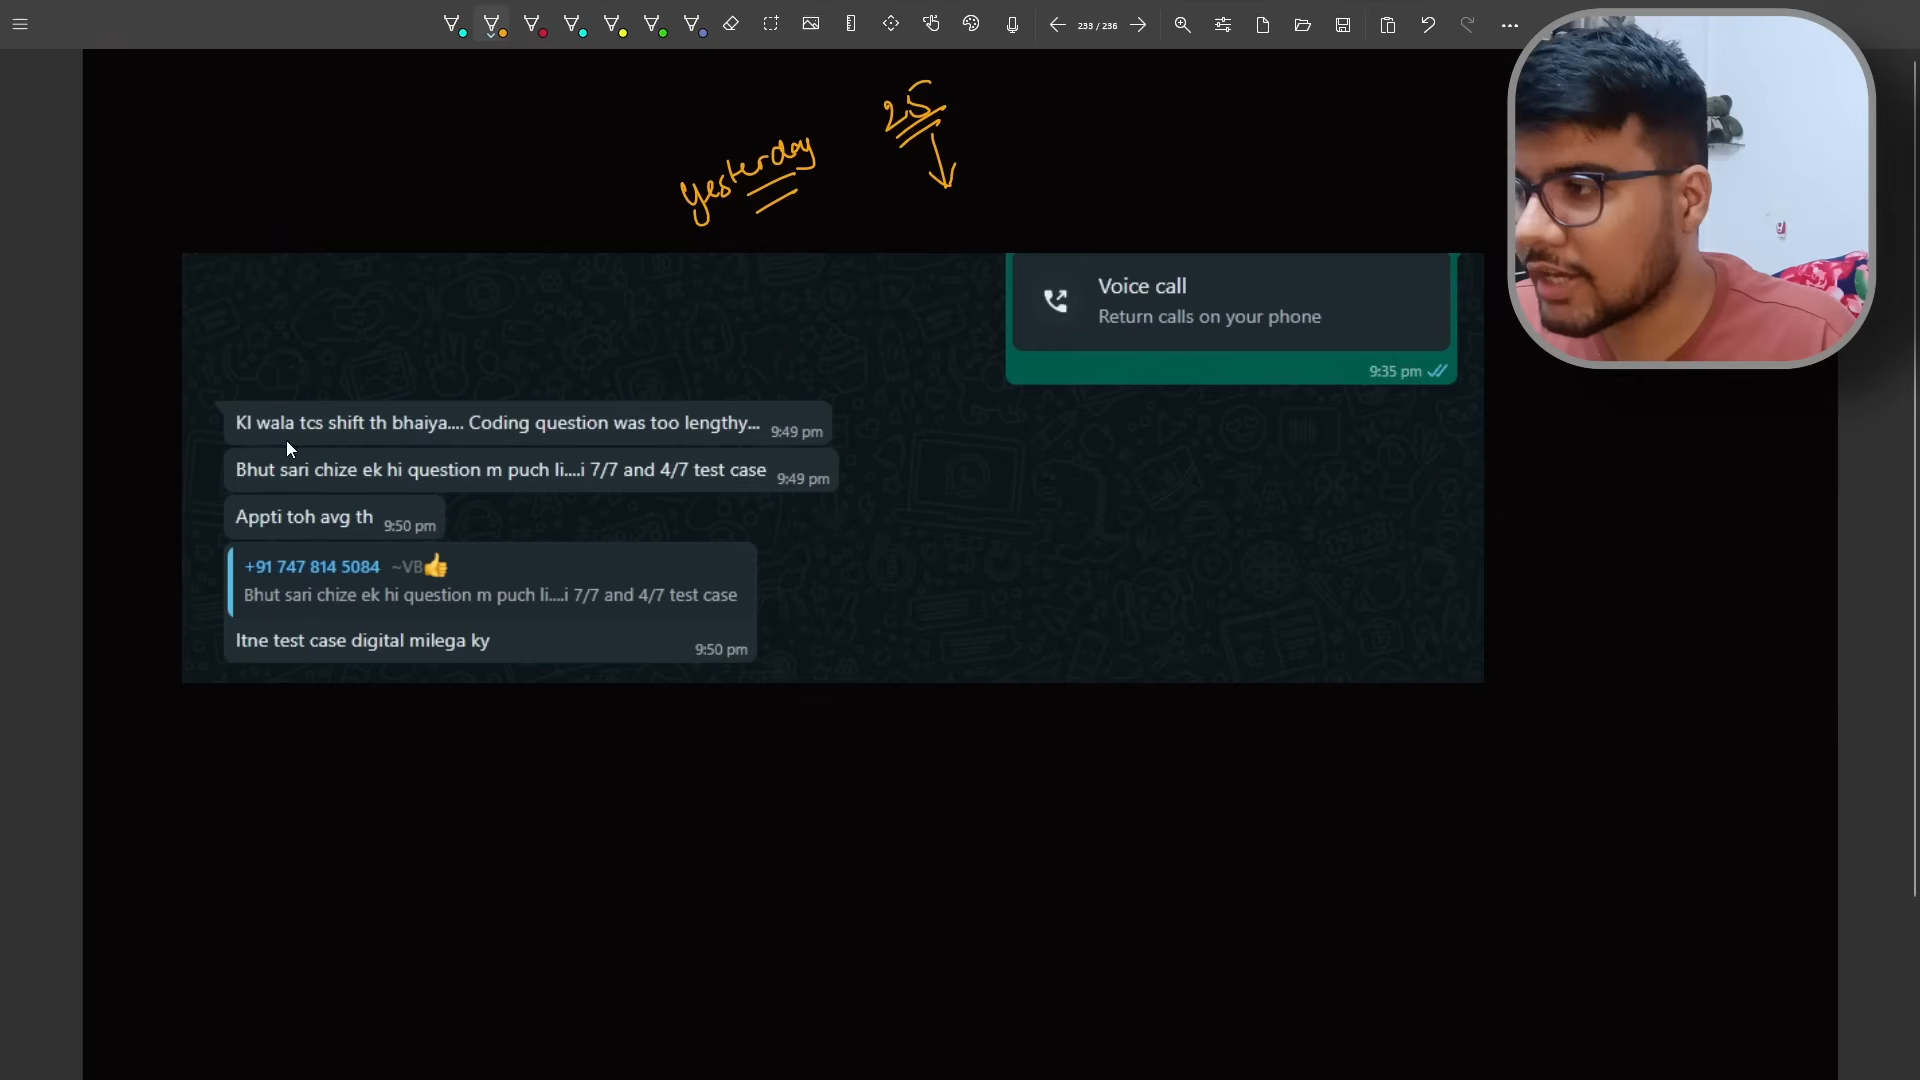 233 / 236
25
yesterday
Voice call
Return calls on your phone
9:35 pm
Kl wala tcs shift th bhaiya.... Coding question was too lengthy... 9:49 pm
Bhut sari chize ek hi question m puch li....i 7/7 and 4/7 test case 9:49 pm
Appti toh avg th 9:50 pm
+91 747 814 5084 ~VB👍
Bhut sari chize ek hi question m puch li....i 7/7 and 4/7 test case
Itne test case digital milega ky
9:50 pm